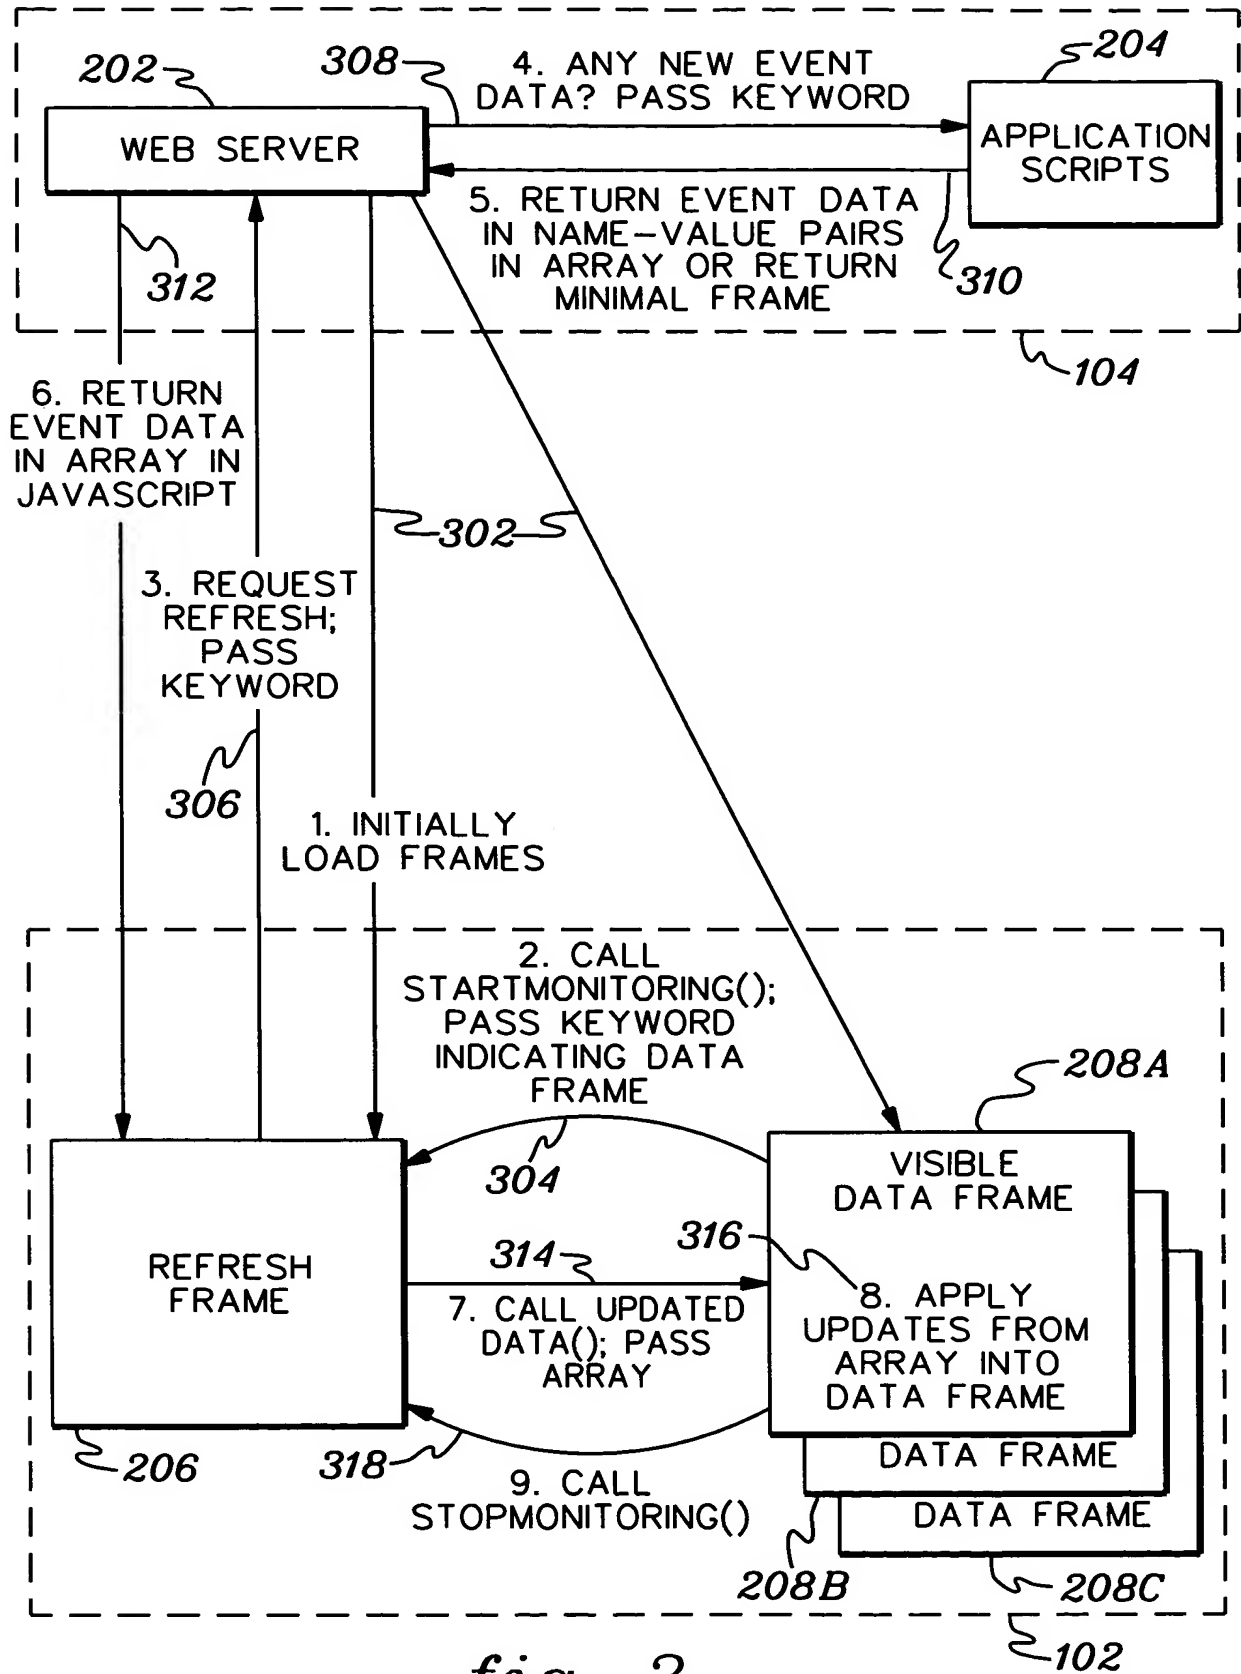 202
308
4. ANY NEW EVENT
DATA? PASS KEYWORD
204
WEB SERVER
APPLICATION
SCRIPTS
5. RETURN EVENT DATA
IN NAME-VALUE PAIRS
IN ARRAY OR RETURN
MINIMAL FRAME
310
312
104
6. RETURN
EVENT DATA
IN ARRAY IN
JAVASCRIPT
302
3. REQUEST
REFRESH;
PASS
KEYWORD
306
1. INITIALLY
LOAD FRAMES
2. CALL
STARTMONITORING();
PASS KEYWORD
INDICATING DATA
FRAME
208A
304
VISIBLE
DATA FRAME
316
314
REFRESH
FRAME
7. CALL UPDATED
DATA(); PASS
ARRAY
8. APPLY
UPDATES FROM
ARRAY INTO
DATA FRAME
206
318
9. CALL
STOPMONITORING()
DATA FRAME
DATA FRAME
208B
208C
102